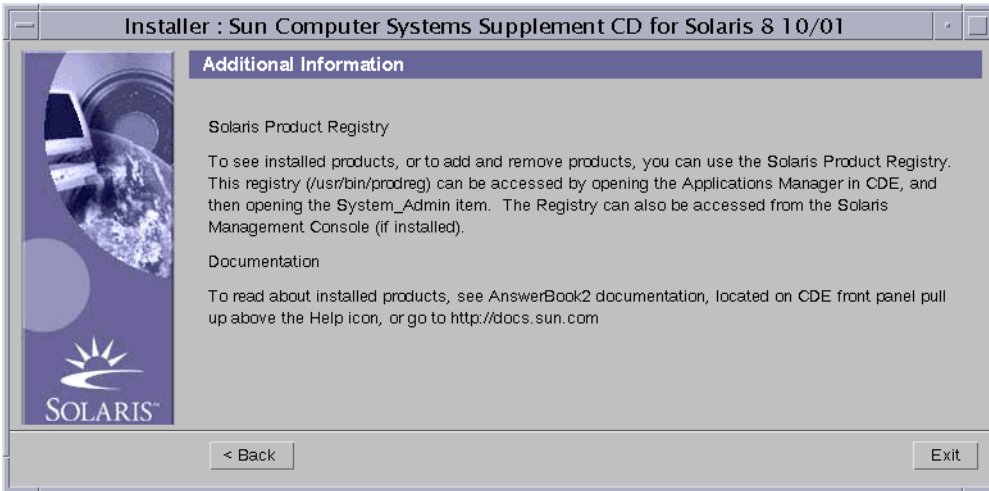 Installer : Sun Computer Systems Supplement CD for Solaris 8 10/01
Additional Information
Solaris Product Registry
To see installed products, or to add and remove products, you can use the Solaris Product Registry.
This registry (/usr/bin/prodreg) can be accessed by opening the Applications Manager in CDE, and
then opening the System_Admin item.  The Registry can also be accessed from the Solaris
Management Console (if installed).
Documentation
To read about installed products, see AnswerBook2 documentation, located on CDE front panel pull
up above the Help icon, or go to http://docs.sun.com
SOLARIS™
< Back
Exit